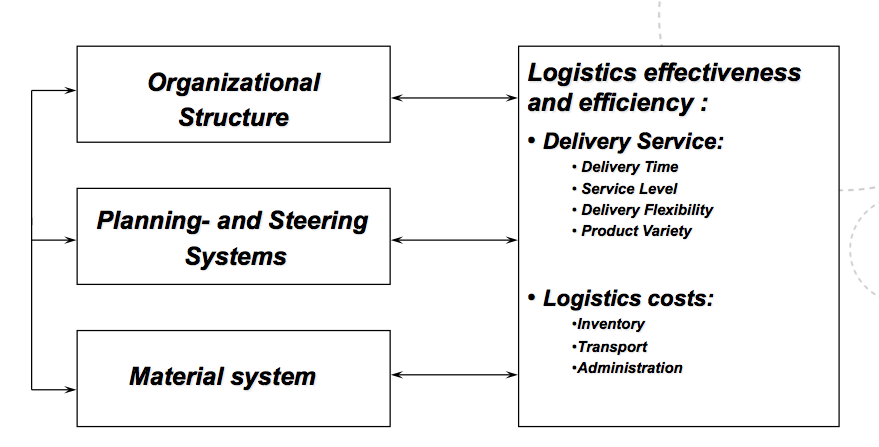 Organizational
Structure
Planning- and Steering
Systems
Material system
Logistics effectiveness
and efficiency :
• Delivery Service:
• Delivery Time
• Service Level
• Delivery Flexibility
• Product Variety
• Logistics costs:
•Inventory
•Transport
•Administration